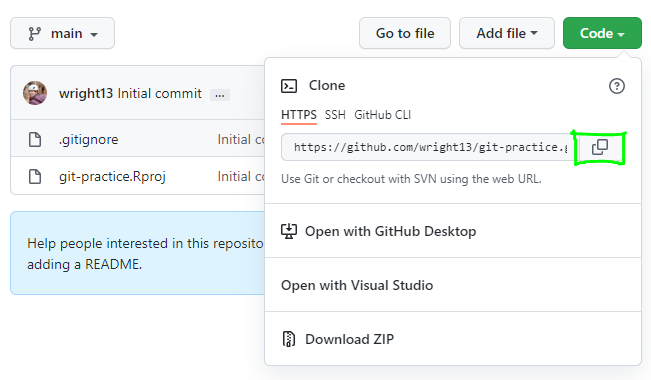 main
Go to file
Add file
Code
wright13 Initial commit ...
.gitignore Initial co
git-practice.Rproj Initial co
Help people interested in this reposito
adding a README.
Clone
HTTPS SSH GitHub CLI
https://github.com/wright13/git-practice.g
Use Git or checkout with SVN using the web URL.
Open with GitHub Desktop
Open with Visual Studio
Download ZIP